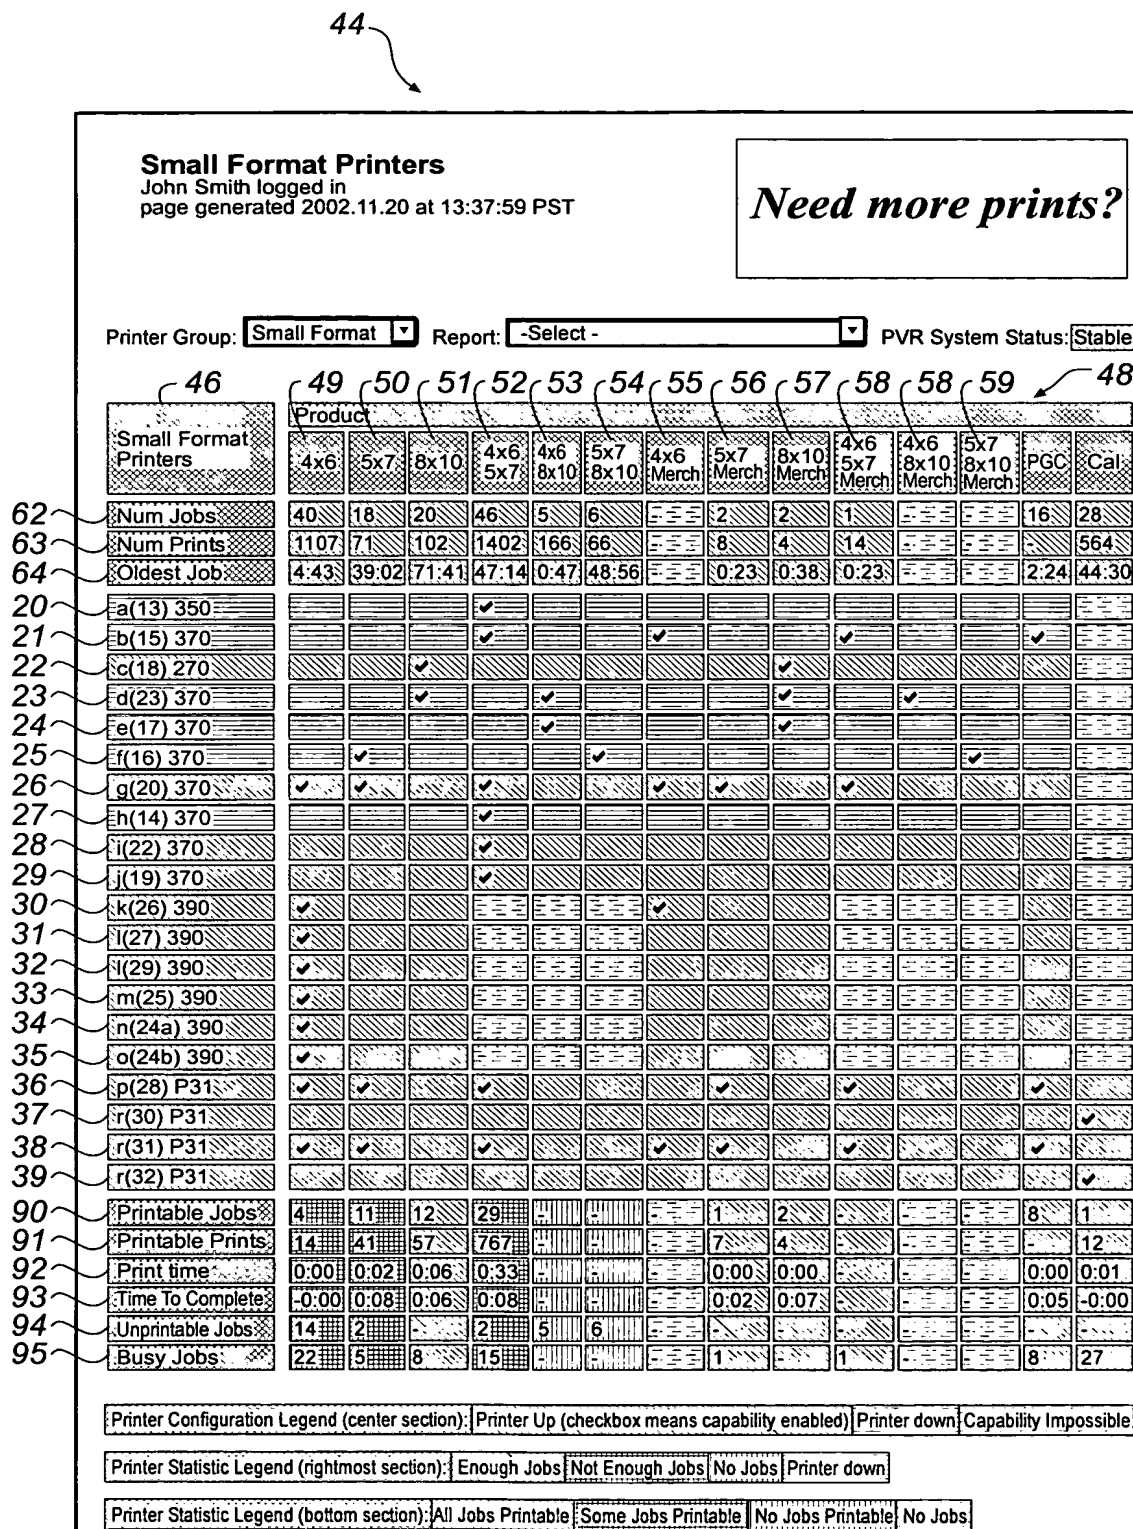 44
Small Format Printers
John Smith logged in
page generated 2002.11.20 at 13:37:59 PST
Need more prints?
Printer Group: Small Format Report: -Select - PVR System Status: Stable
46 49 50 51 52 53 54 55 56 57 58 58 59 48
Small Format Printers Product
4x6 5x7 8x10 4x6 5x7 4x6 8x10 5x7 8x10 4x6 Merch 5x7 Merch 8x10 Merch 4x6 5x7 Merch 4x6 8x10 Merch 5x7 8x10 Merch PGC Cal
62 Num Jobs 40 18 20 46 5 6 - 2 2 1 - - 16 28
63 Num Prints 1107 71 102 1402 166 66 - 8 4 14 - - - 564
64 Oldest Job 4:43 39:02 71:41 47:14 0:47 48:56 - 0:23 0:38 0:23 - - 2:24 44:30
20 a(13) 350 ✓
21 b(15) 370 ✓ ✓ ✓ ✓
22 c(18) 270 ✓ ✓
23 d(23) 370 ✓ ✓ ✓ ✓
24 e(17) 370 ✓ ✓
25 f(16) 370 ✓ ✓ ✓
26 g(20) 370 ✓ ✓ ✓ ✓ ✓ ✓
27 h(14) 370 ✓
28 i(22) 370 ✓
29 j(19) 370 ✓
30 k(26) 390 ✓ ✓
31 l(27) 390 ✓
32 l(29) 390 ✓
33 m(25) 390 ✓
34 n(24a) 390 ✓
35 o(24b) 390 ✓
36 p(28) P31 ✓ ✓ ✓ ✓ ✓ ✓
37 r(30) P31 ✓
38 r(31) P31 ✓ ✓ ✓ ✓ ✓ ✓ ✓
39 r(32) P31 ✓
90 Printable Jobs 4 11 12 29 - - - 1 2 - - - 8 1
91 Printable Prints 14 41 57 767 - - - 7 4 - - - - 12
92 Print time 0:00 0:02 0:06 0:33 - - - 0:00 0:00 - - - 0:00 0:01
93 Time To Complete -0:00 0:08 0:06 0:08 - - - 0:02 0:07 - - - 0:05 -0:00
94 Unprintable Jobs 14 2 - 2 5 6 - - - - - - - -
95 Busy Jobs 22 5 8 15 - - - 1 - 1 - - 8 27
Printer Configuration Legend (center section): Printer Up (checkbox means capability enabled) Printer down Capability Impossible
Printer Statistic Legend (rightmost section): Enough Jobs Not Enough Jobs No Jobs Printer down
Printer Statistic Legend (bottom section): All Jobs Printable Some Jobs Printable No Jobs Printable No Jobs